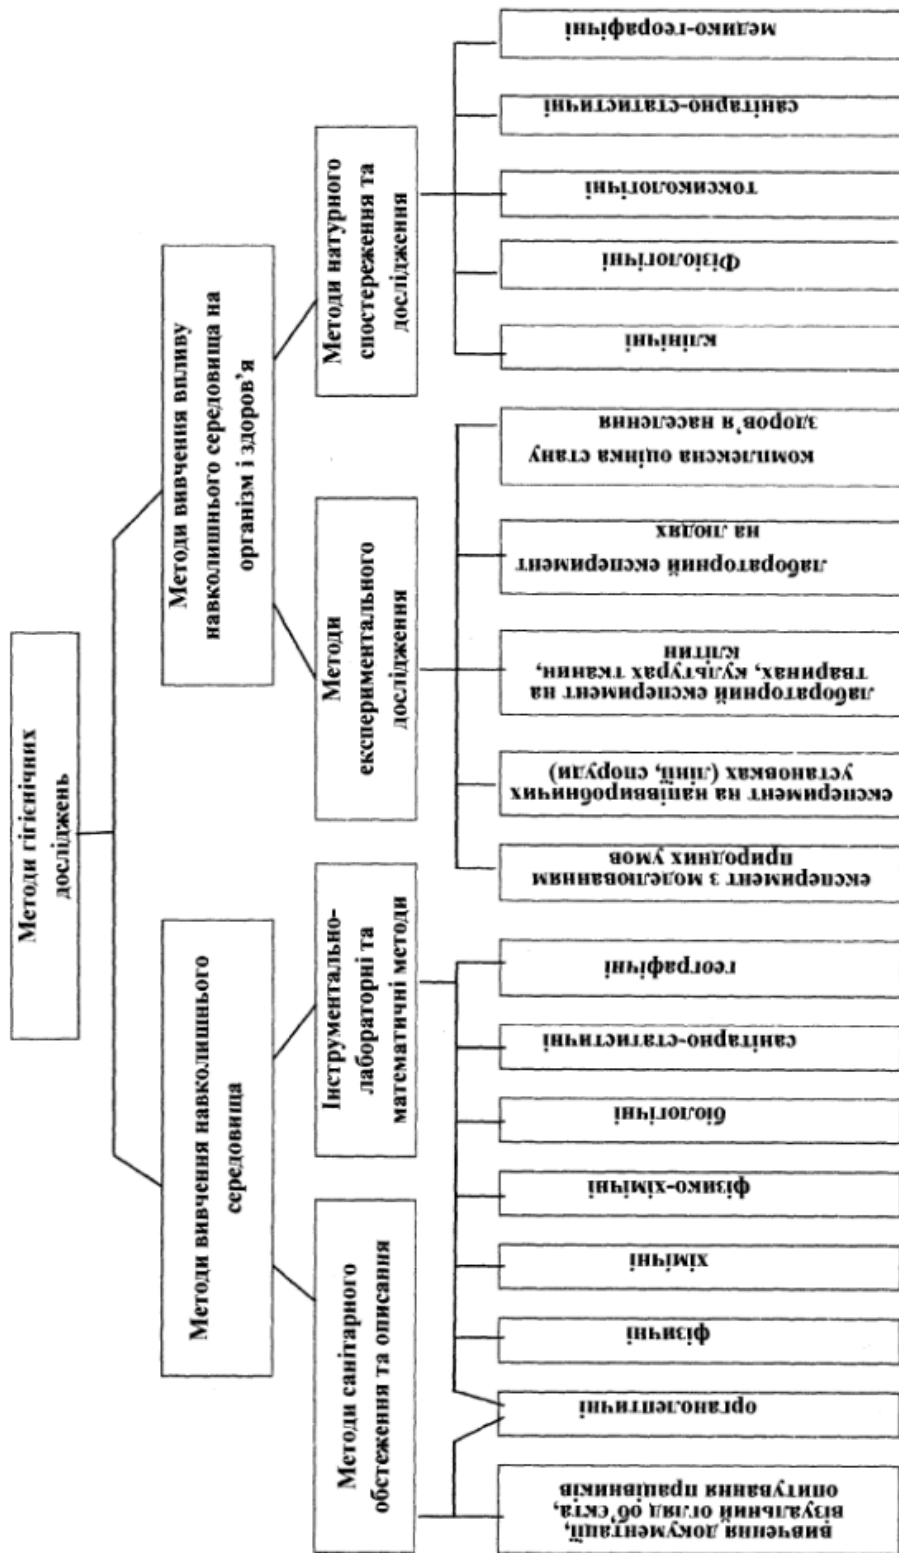 Методи гігієнічних
досліджень
Методи вивчення навколишнього
середовища
Методи вивчення впливу
навколишнього середовища на
організм і здоров'я
Методи санітарного
обстеження та описання
Інструментально-
лабораторні та
математичні методи
Методи
експериментального
дослідження
Методи натурного
спостереження та
дослідження
вивчення документації,
візуальний огляд об'єкта,
опитування працівників
органолептичні
фізичні
хімічні
фізико-хімічні
біологічні
санітарно-статистичні
географічні
експеримент з моделюванням
природних умов
експеримент на напіввиробничих
установках (лінії, споруди)
лабораторний експеримент на
тваринах, культурах тканин,
клітин
лабораторний експеримент
на людях
комплексна оцінка стану
здоров'я населення
клінічні
Фізіологічні
токсикологічні
санітарно-статистичні
медико-георафічні